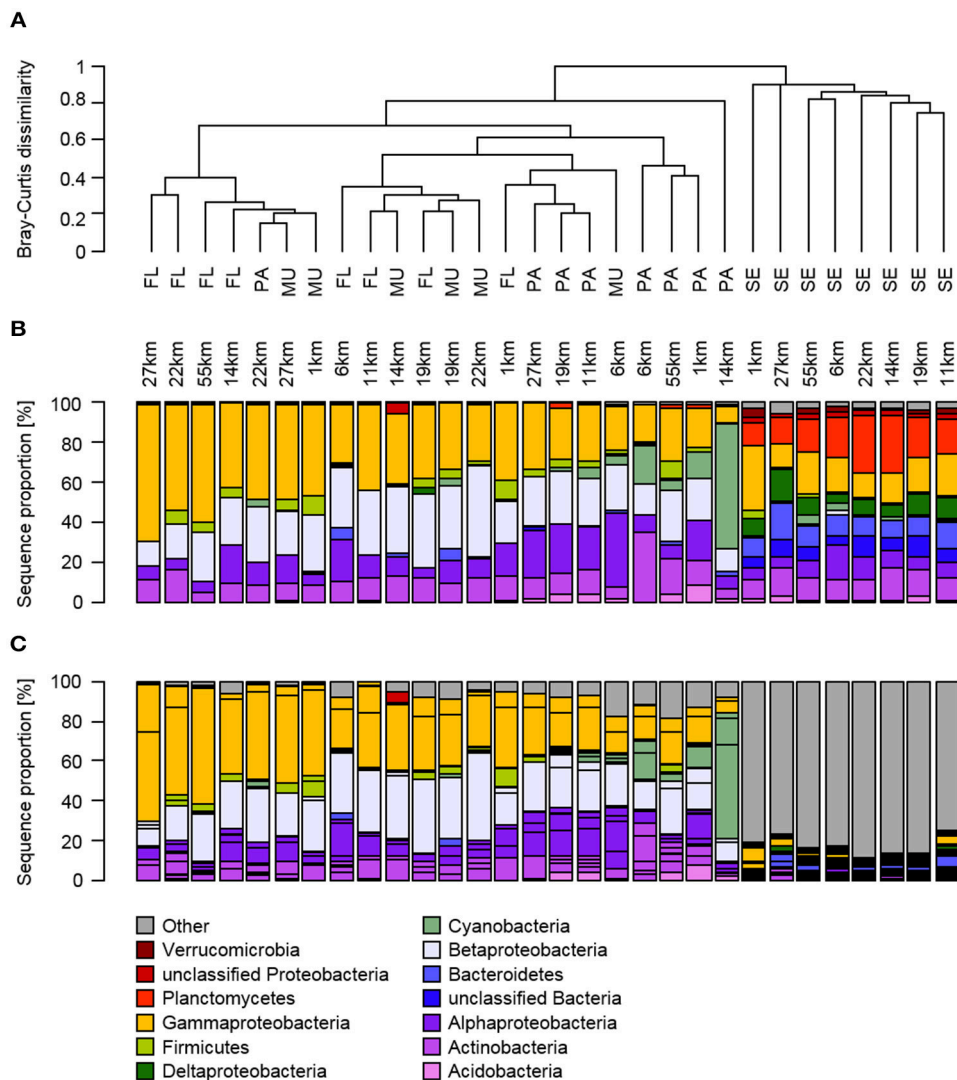 A
Bray-Curtis dissimilarity
1
0.8
0.6
0.4
0.2
0
FL FL FL FL PA MU MU FL FL MU FL MU MU FL PA PA PA MU PA PA PA PA SE SE SE SE SE SE SE SE
B
27km 22km 55km 14km 22km 27km 1km 6km 11km 14km 19km 19km 22km 1km 27km 19km 11km 6km 6km 55km 1km 14km 1km 27km 55km 6km 22km 14km 19km 11km
Sequence proportion [%]
100
80
60
40
20
0
C
Sequence proportion [%]
100
80
60
40
20
0
Other
Verrucomicrobia
unclassified Proteobacteria
Planctomycetes
Gammaproteobacteria
Firmicutes
Deltaproteobacteria
Cyanobacteria
Betaproteobacteria
Bacteroidetes
unclassified Bacteria
Alphaproteobacteria
Actinobacteria
Acidobacteria